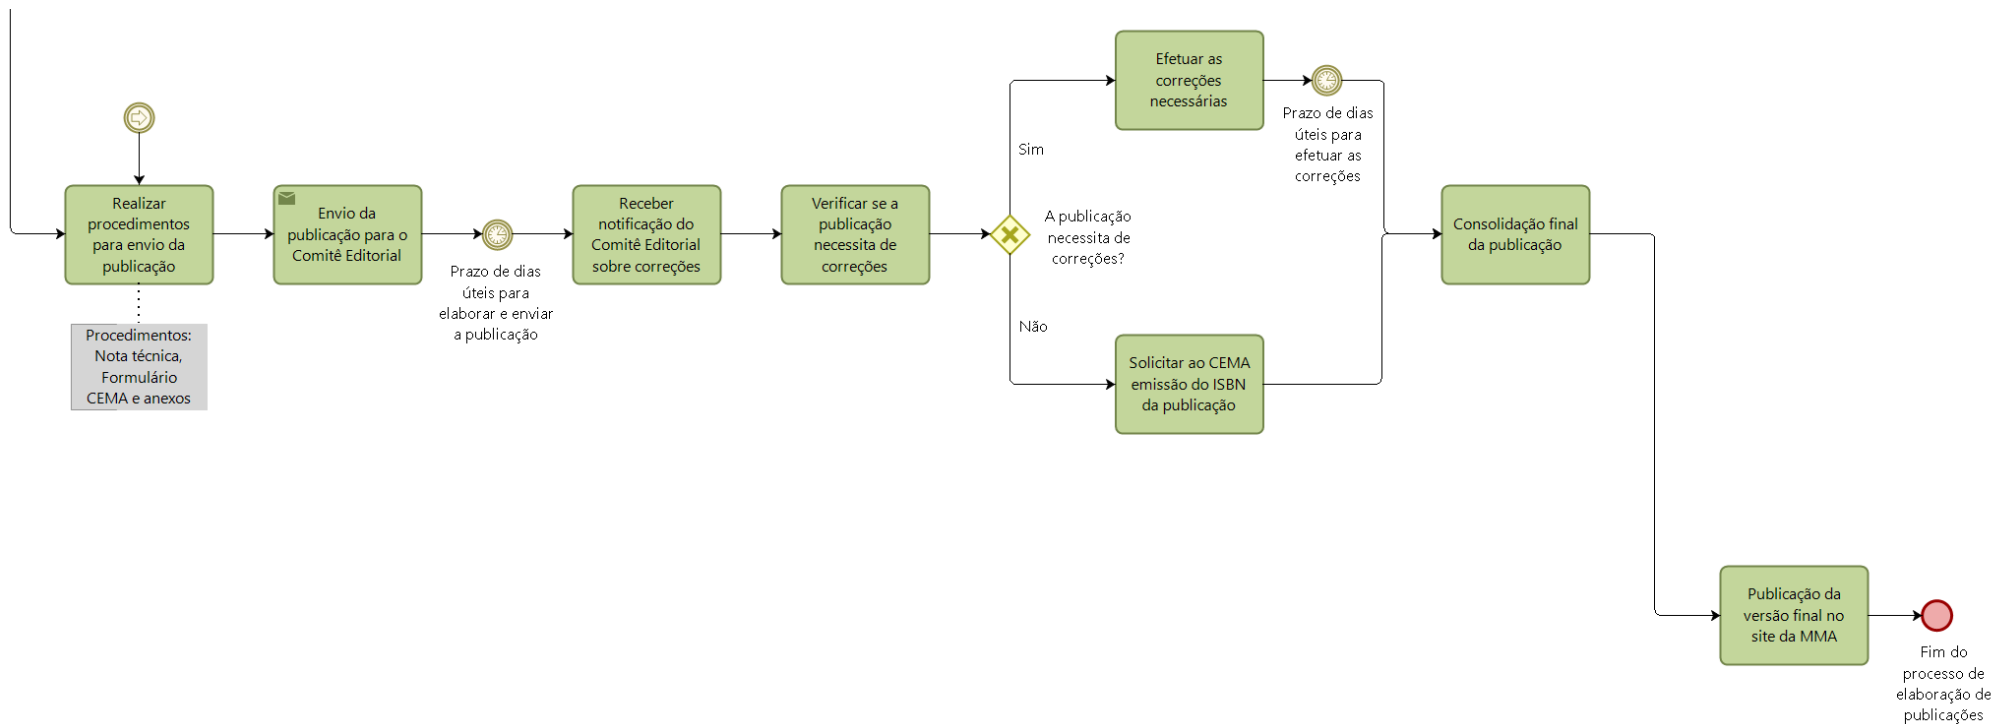 Realizar
procedimentos
para envio da
publicação
Procedimentos:
Nota técnica,
Formulário
CEMA e anexos
Envio da
publicação para o
Comitê Editorial
Prazo de dias
úteis para
elaborar e enviar
a publicação
Receber
notificação do
Comitê Editorial
sobre correções
Verificar se a
publicação
necessita de
correções
A publicação
necessita de
correções?
Sim
Efetuar as
correções
necessárias
Prazo de dias
úteis para
efetuar as
correções
Não
Solicitar ao CEMA
emissão do ISBN
da publicação
Consolidação final
da publicação
Publicação da
versão final no
site da MMA
Fim do
processo de
elaboração de
publicações